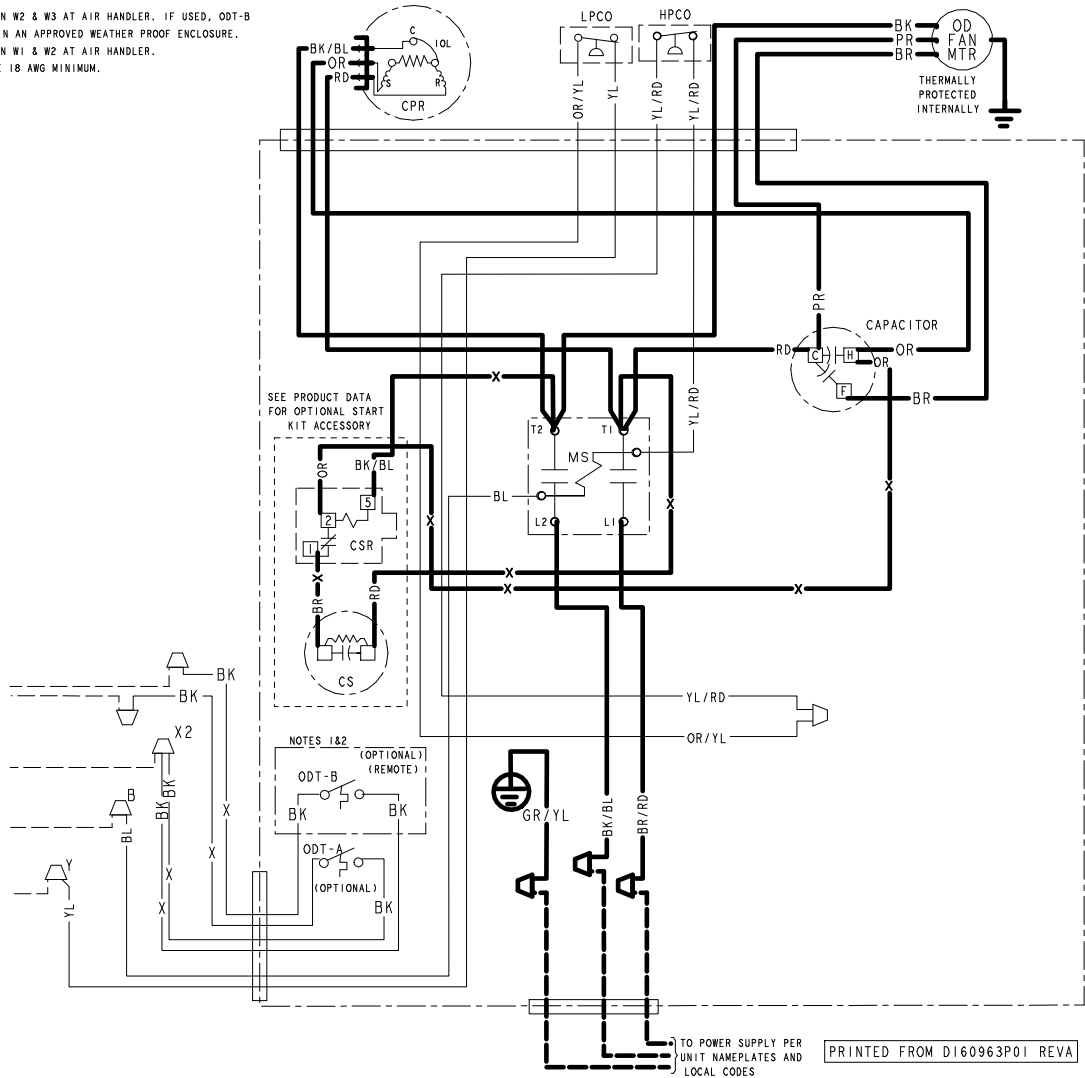 N W2 & W3 AT AIR HANDLER. IF USED, ODT-B
N AN APPROVED WEATHER PROOF ENCLOSURE.
N W1 & W2 AT AIR HANDLER.
18 AWG MINIMUM.
BK/BL
OR
RD
C
IOL
S
R
CPR
LPCO
HPCO
OR/YL
YL
YL/RD
YL/RD
BK
PR
BR
OD
FAN
MTR
THERMALLY
PROTECTED
INTERNALLY
PR
CAPACITOR
RD
C
H
OR
OR
F
BR
X
SEE PRODUCT DATA
FOR OPTIONAL START
KIT ACCESSORY
YL/RD
T2
T1
MS
BL
L2
L1
OR
BK/BL
5
2
1
CSR
X
X
X
X
X
X
X
BR
RD
CS
BK
BK
X2
BK
BK
B
BL
Y
YL
X
X
X
X
NOTES 1&2
(OPTIONAL)
(REMOTE)
ODT-B
BK
BK
ODT-A
(OPTIONAL)
BK
YL/RD
OR/YL
GR/YL
BK/BL
BR/RD
TO POWER SUPPLY PER
UNIT NAMEPLATES AND
LOCAL CODES
PRINTED FROM D160963P01 REVA